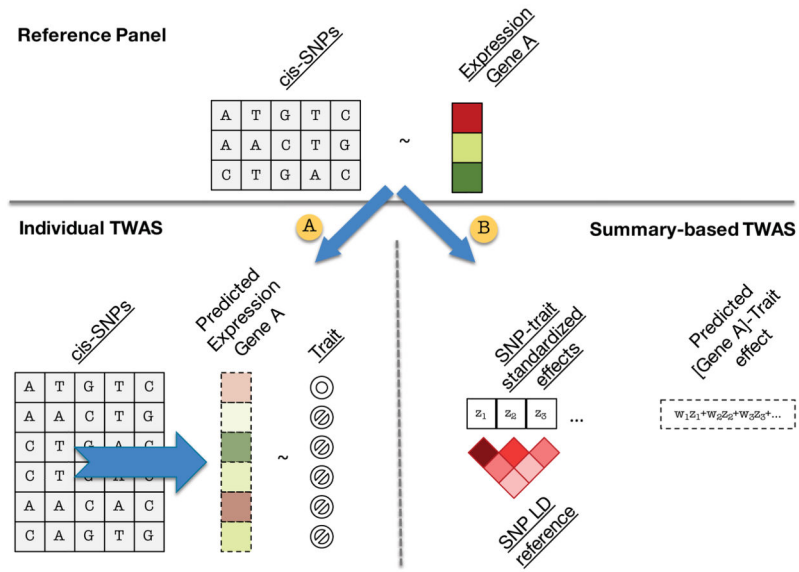 Reference Panel
cis-SNPs
Expression
Gene A
A T G T C
A A C T G
C T G A C
~
Individual TWAS
A
B
Summary-based TWAS
cis-SNPs
Predicted
Expression
Gene A
Trait
A T G T C
A A C T G
C T G A C
C T G A C
A A C A C
C A G T G
~
SNP-trait
standardized
effects
z₁ z₂ z₃ ...
SNP LD
reference
Predicted
[Gene A]-Trait
effect
w₁z₁+w₂z₂+w₃z₃+...